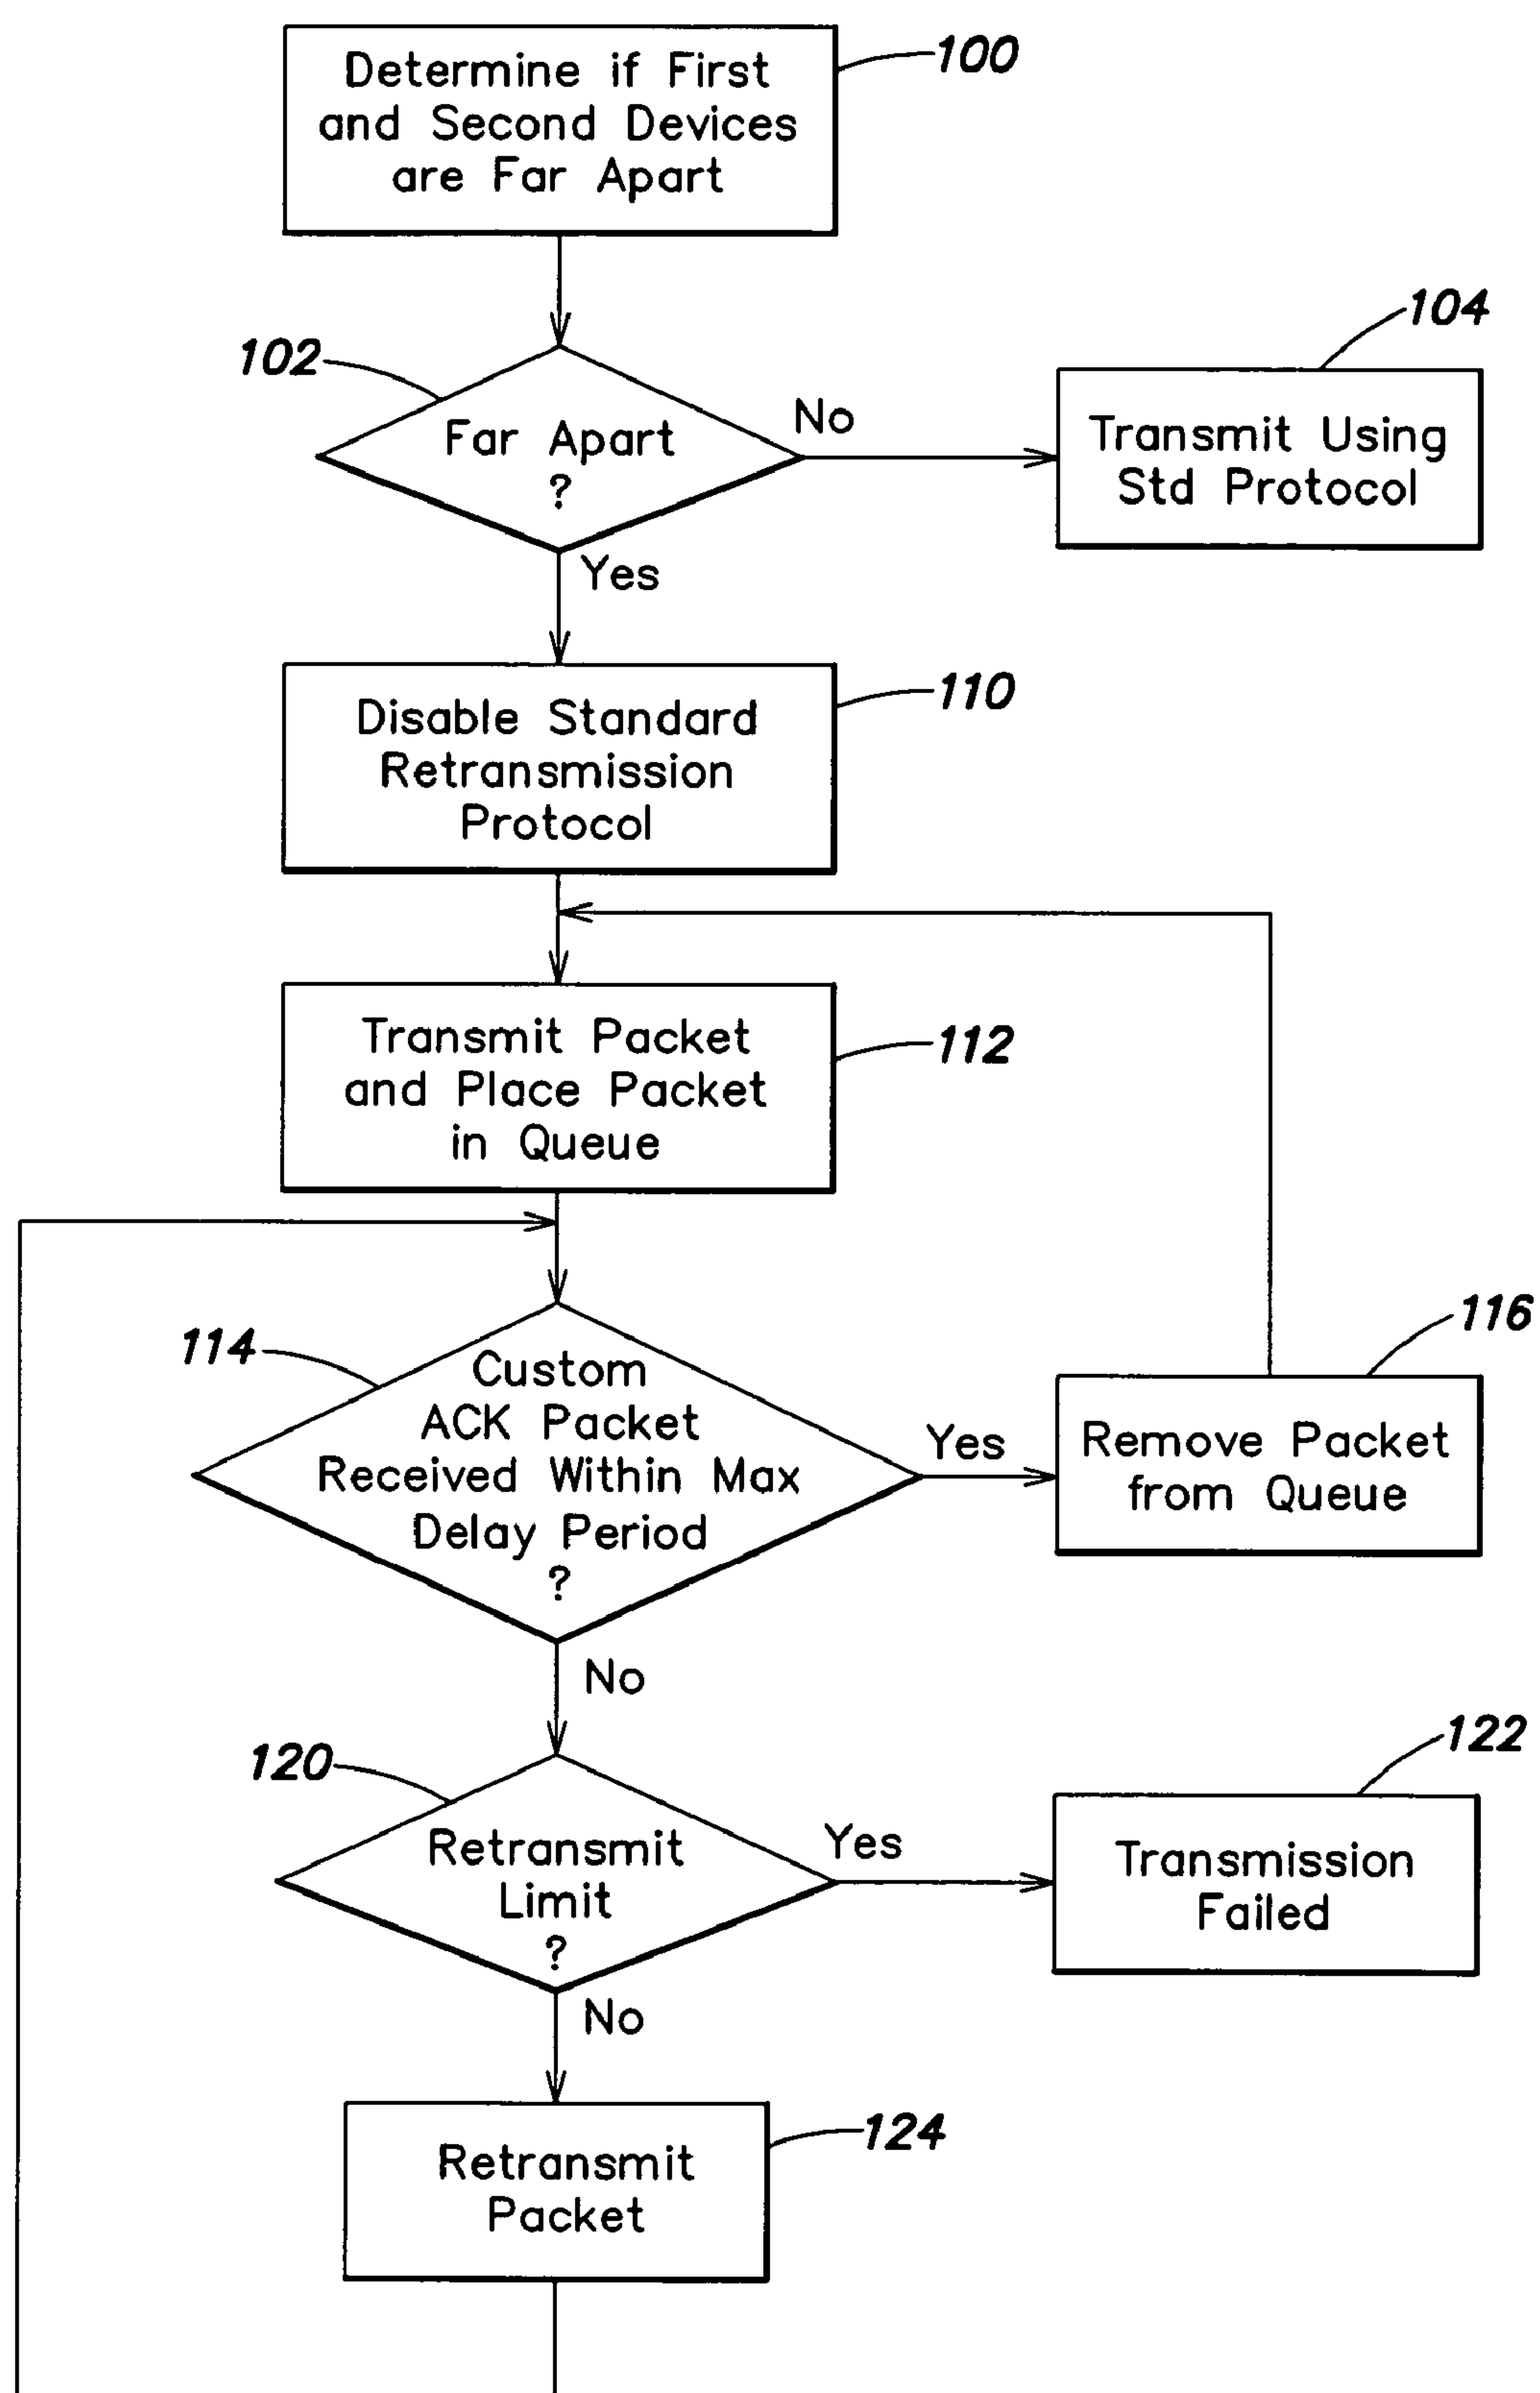 Determine if First
and Second Devices
are Far Apart
100
102
Far Apart
?
No
104
Transmit Using
Std Protocol
Yes
Disable Standard
Retransmission
Protocol
110
Transmit Packet
and Place Packet
in Queue
112
114
Custom
ACK Packet
Received Within Max
Delay Period
?
Yes
116
Remove Packet
from Queue
No
120
Retransmit
Limit
?
Yes
122
Transmission
Failed
No
Retransmit
Packet
124